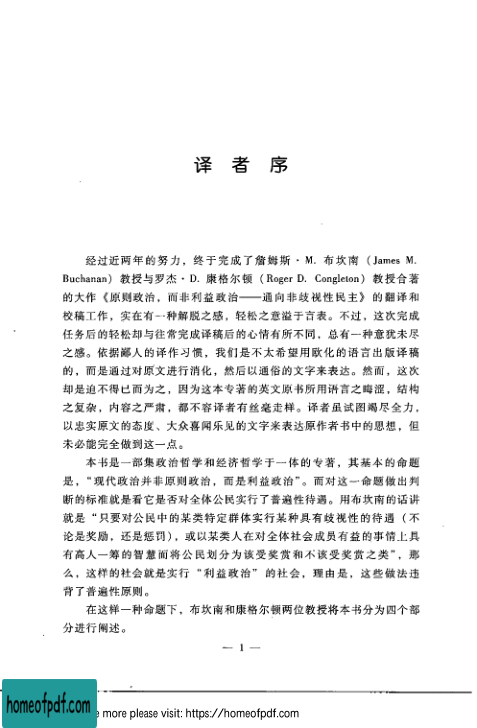 译 者 序
经过近两年的努力，终于完成了詹姆斯·M. 布坎南（James M.
Buchanan）教授与罗杰·D. 康格尔顿（Roger D. Congleton）教授合著
的大作《原则政治，而非利益政治——通向非歧视性民主》的翻译和
校稿工作，实在有一种解脱之感，轻松之意溢于言表。不过，这次完成
任务后的轻松却与往常完成译稿后的心情有所不同，总有一种意犹未尽
之感。依据鄙人的译作习惯，我们是不太希望用欧化的语言出版译稿
的，而是通过对原文进行消化，然后以通俗的文字来表达。然而，这次
却是迫不得已而为之，因为这本专著的英文原书所用语言之晦涩，结构
之复杂，内容之严肃，都不容译者有丝毫走样。译者虽试图竭尽全力，
以忠实原文的态度、大众喜闻乐见的文字来表达原作者书中的思想，但
未必能完全做到这一点。
本书是一部集政治哲学和经济哲学于一体的专著，其基本的命题
是，“现代政治并非原则政治，而是利益政治”。而对这一命题做出判
断的标准就是看它是否对全体公民实行了普遍性待遇。用布坎南的话讲
就是“只要对公民中的某类特定群体实行某种具有歧视性的待遇（不
论是奖励，还是惩罚），或以某类人在对全体社会成员有益的事情上具
有高人一筹的智慧而将公民划分为该受奖赏和不该受奖赏之类”，那
么，这样的社会就是实行“利益政治”的社会，理由是，这些做法违
背了普遍性原则。
在这样一种命题下，布坎南和康格尔顿两位教授将本书分为四个部
分进行阐述。
— 1 —
homeofpdf.com
e more please visit: https://homeofpdf.com